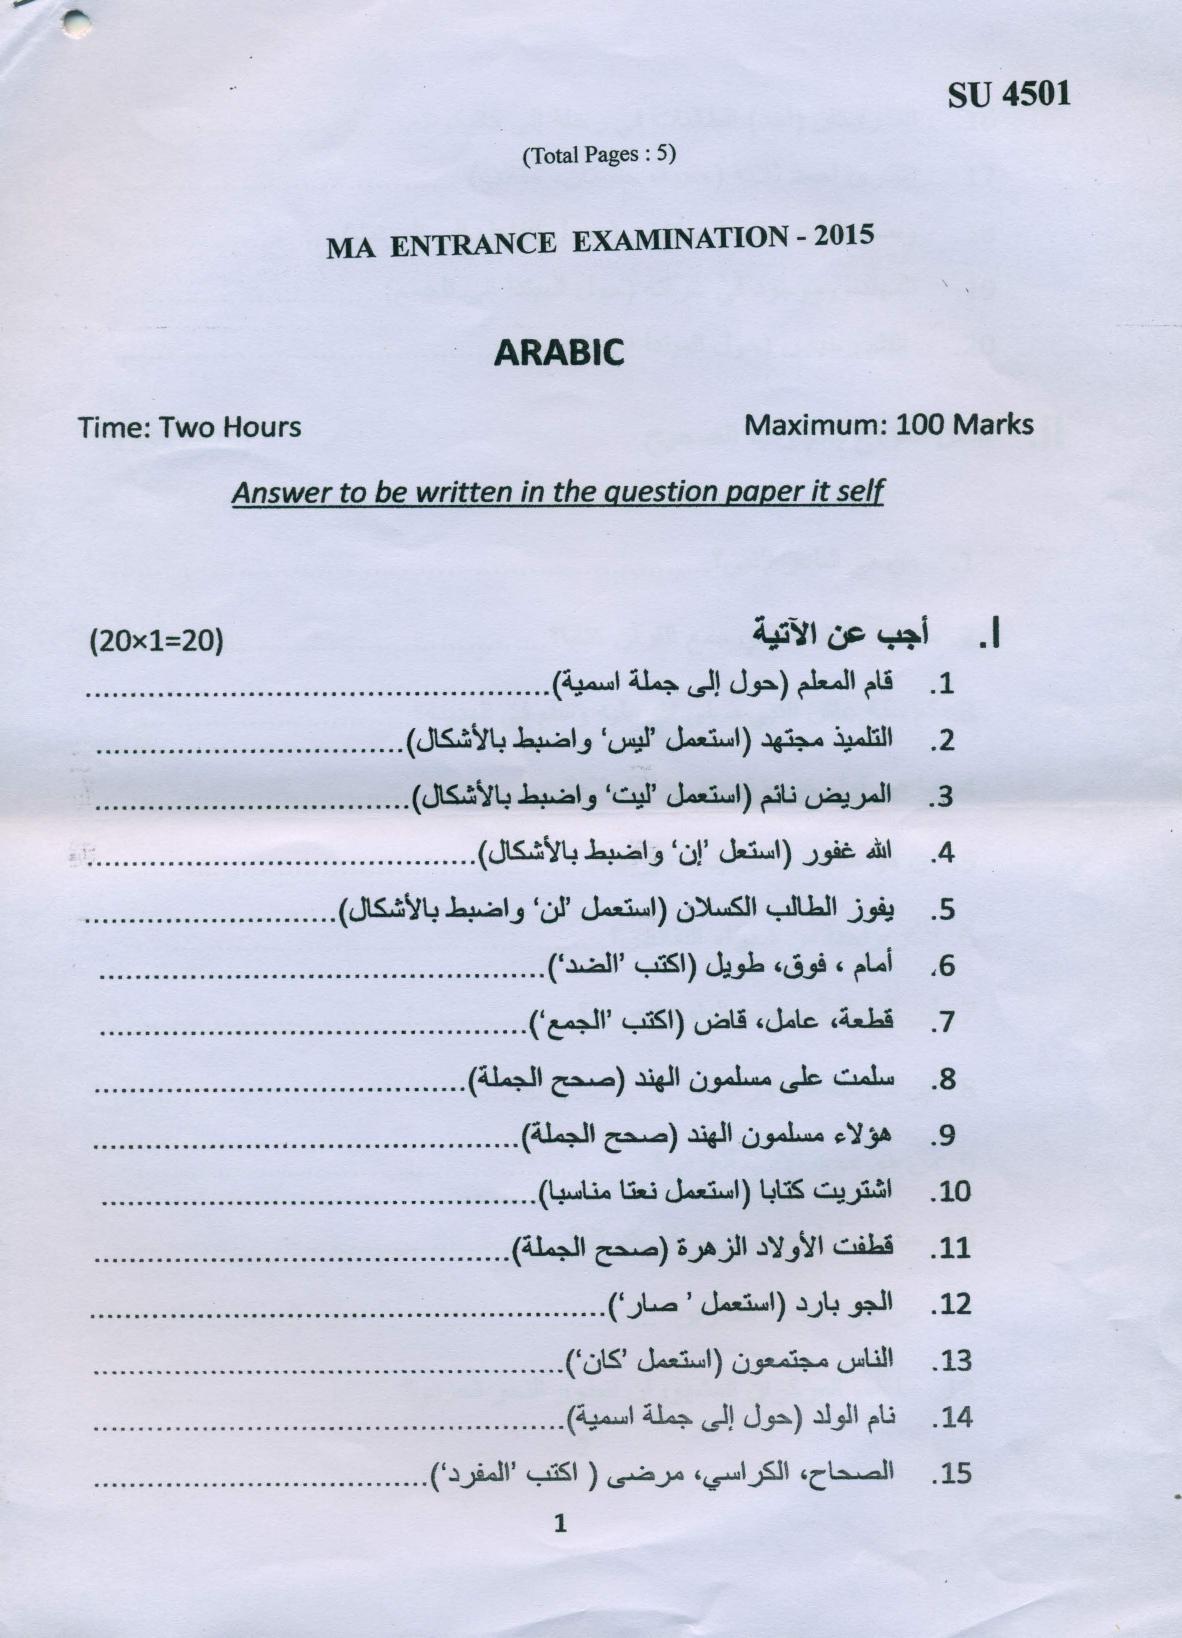 SU 4501
(Total Pages : 5)
MA ENTRANCE EXAMINATION - 2015
ARABIC
Time: Two Hours Maximum: 100 Marks
Answer to be written in the question paper it self
I. أجب عن الآتية (20×1=20)
1. قام المعلم (حول إلى جملة اسمية)..................................................
2. التلميذ مجتهد (استعمل ’ليس‘ واضبط بالأشكال)................................
3. المريض نائم (استعمل ’ليت‘ واضبط بالأشكال)................................
4. الله غفور (استعل ’إن‘ واضبط بالأشكال)........................................
5. يفوز الطالب الكسلان (استعمل ’لن‘ واضبط بالأشكال)..........................
6. أمام ، فوق، طويل (اكتب ’الضد‘)..............................................
7. قطعة، عامل، قاض (اكتب ’الجمع‘)............................................
8. سلمت على مسلمون الهند (صحح الجملة)......................................
9. هؤلاء مسلمون الهند (صحح الجملة)............................................
10. اشتريت كتابا (استعمل نعتا مناسبا)............................................
11. قطفت الأولاد الزهرة (صحح الجملة)..........................................
12. الجو بارد (استعمل ’ صار‘)....................................................
13. الناس مجتمعون (استعمل ’كان‘)................................................
14. نام الولد (حول إلى جملة اسمية)................................................
15. الصحاح، الكراسي، مرضى ( اكتب ’المفرد‘)..................................
1